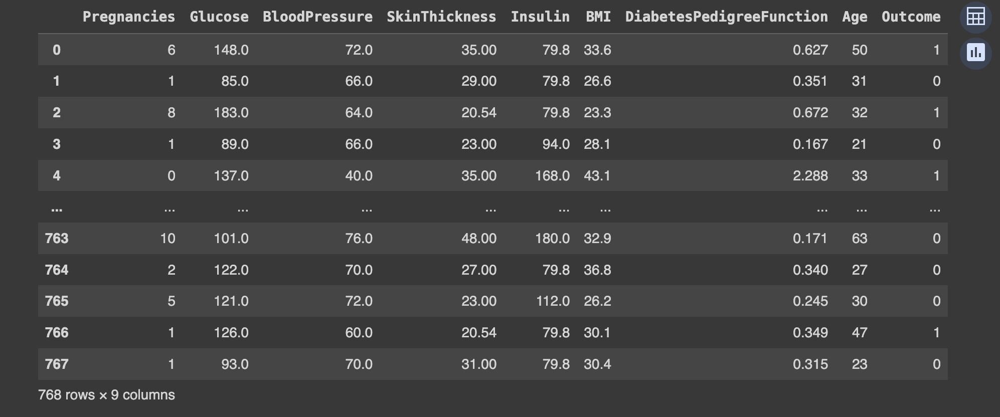 Pregnancies Glucose BloodPressure SkinThickness Insulin BMI DiabetesPedigreeFunction Age Outcome
0 6 148.0 72.0 35.00 79.8 33.6 0.627 50 1
1 1 85.0 66.0 29.00 79.8 26.6 0.351 31 0
2 8 183.0 64.0 20.54 79.8 23.3 0.672 32 1
3 1 89.0 66.0 23.00 94.0 28.1 0.167 21 0
4 0 137.0 40.0 35.00 168.0 43.1 2.288 33 1
... ... ... ... ... ... ... ... ... ...
763 10 101.0 76.0 48.00 180.0 32.9 0.171 63 0
764 2 122.0 70.0 27.00 79.8 36.8 0.340 27 0
765 5 121.0 72.0 23.00 112.0 26.2 0.245 30 0
766 1 126.0 60.0 20.54 79.8 30.1 0.349 47 1
767 1 93.0 70.0 31.00 79.8 30.4 0.315 23 0
768 rows × 9 columns